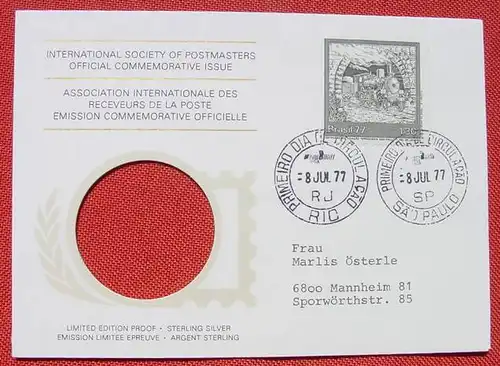 INTERNATIONAL SOCIETY OF POSTMASTERS
OFFICIAL COMMEMORATIVE ISSUE
ASSOCIATION INTERNATIONALE DES
RECEVEURS DE LA POSTE
EMISSION COMMEMORATIVE OFFICIELLE
Brasil 77 1,30
PRIMEIRO DIA DE CIRCULAÇÃO
-8 JUL 77
RJ
RIO
PRIMEIRO DIA DE CIRCULAÇÃO
-8 JUL 77
SP
SÃO PAULO
Frau
Marlis Österle
6800 Mannheim 81
Sporwörthstr. 85
LIMITED EDITION PROOF · STERLING SILVER
EMISSION LIMITEE EPREUVE · ARGENT STERLING